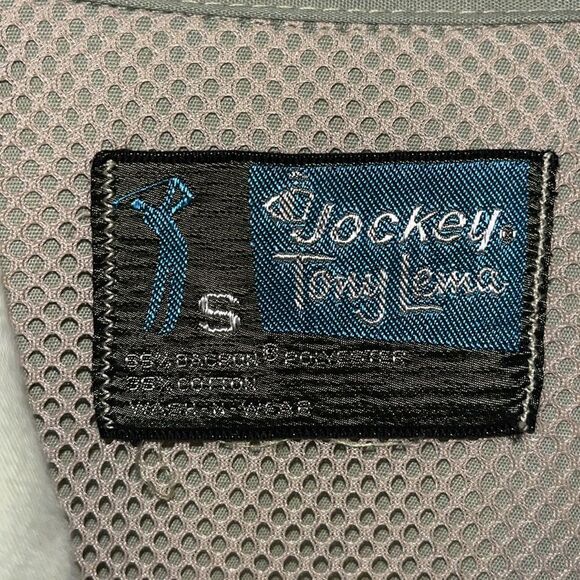 Jockey®
Tony Lema
S
65% DACRON® POLYESTER
35% COTTON
WASH-N-WEAR